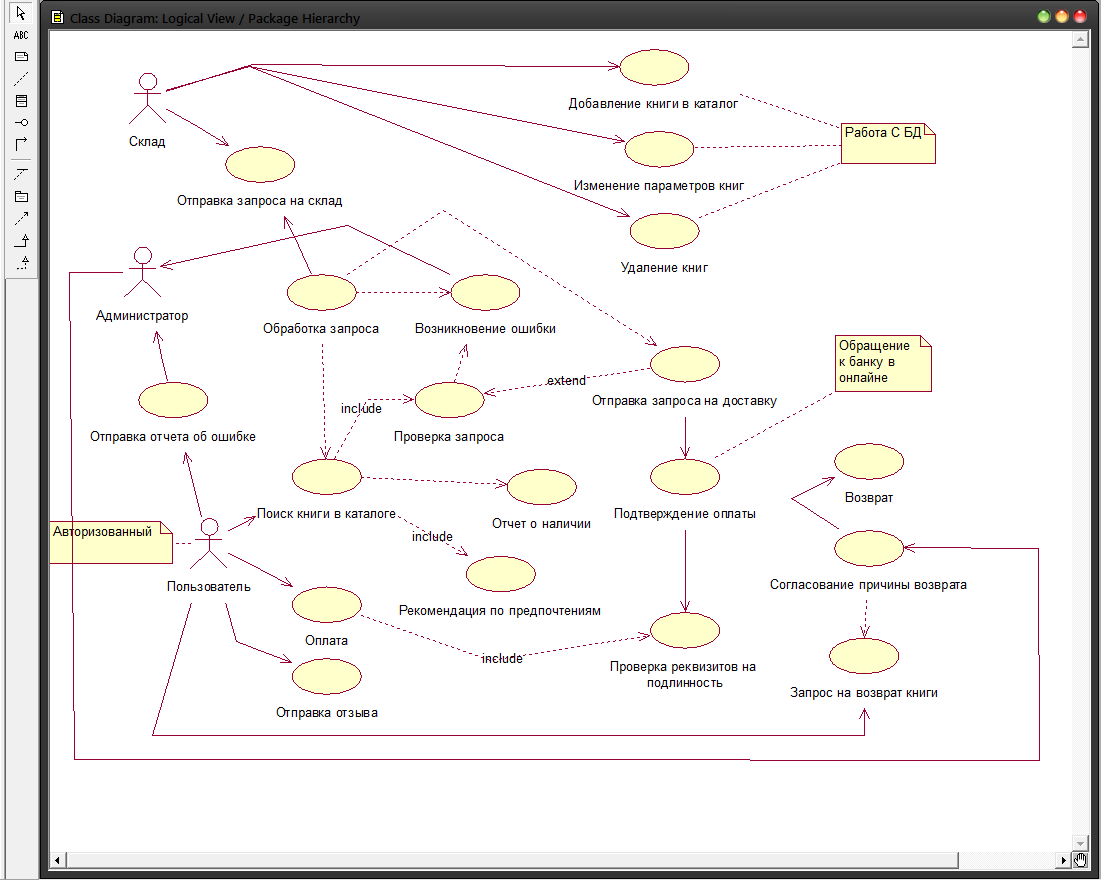 Class Diagram: Logical View / Package Hierarchy
ABC
Добавление книги в каталог
Работа С БД
Склад
Изменение параметров книг
Отправка запроса на склад
Удаление книг
Администратор
Обработка запроса
Возникновение ошибки
Обращение
к банку в
онлайне
extend
Отправка запроса на доставку
include
Отправка отчета об ошибке
Проверка запроса
Возврат
Поиск книги в каталоге
Отчет о наличии
Подтверждение оплаты
Авторизованный
include
Пользователь
Согласование причины возврата
Рекомендация по предпочтениям
Оплата
include
Проверка реквизитов на
подлинность
Запрос на возврат книги
Отправка отзыва